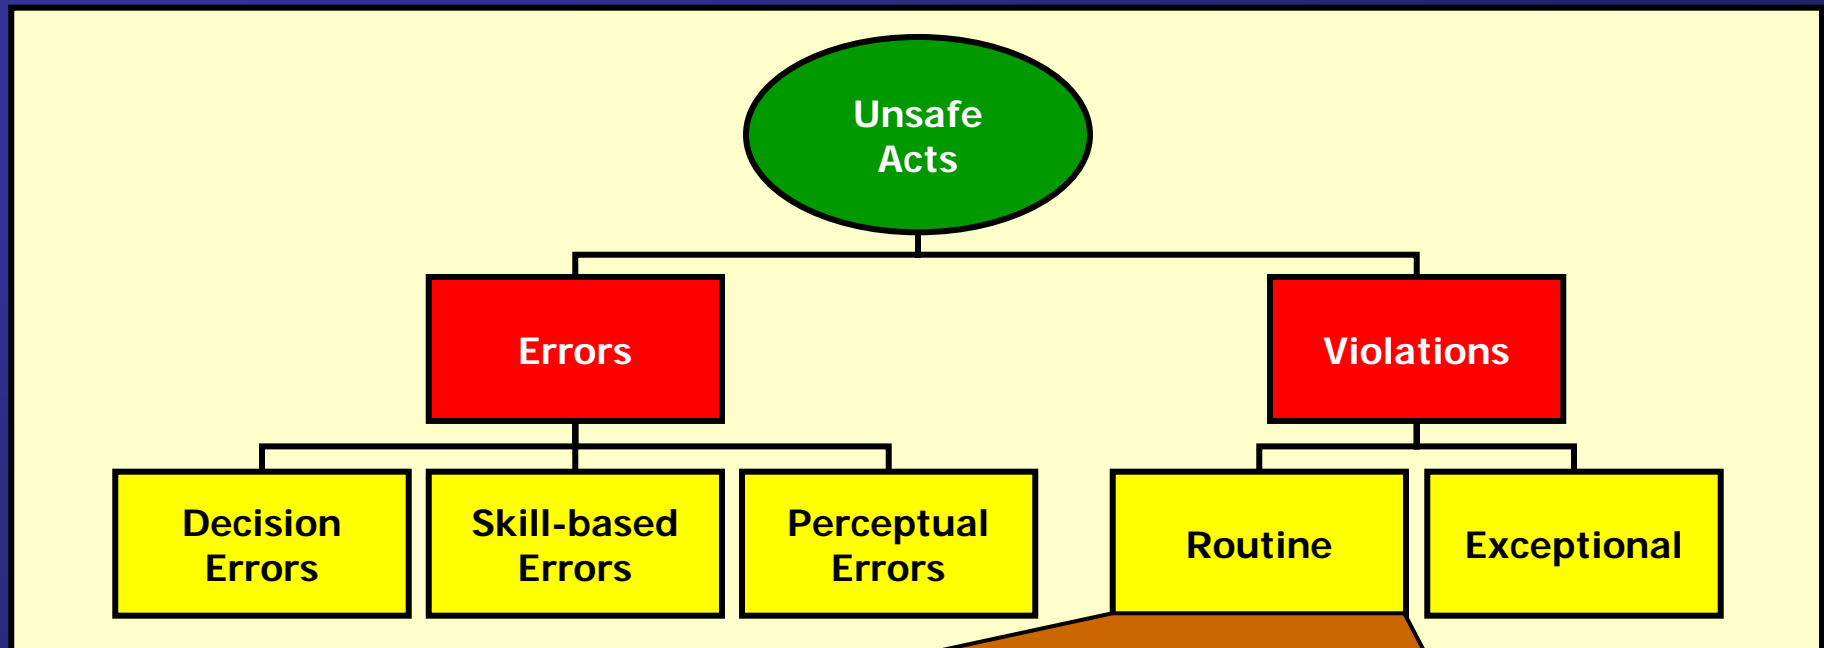 Unsafe
Acts
Errors
Violations
Decision
Errors
Skill-based
Errors
Perceptual
Errors
Routine
Exceptional